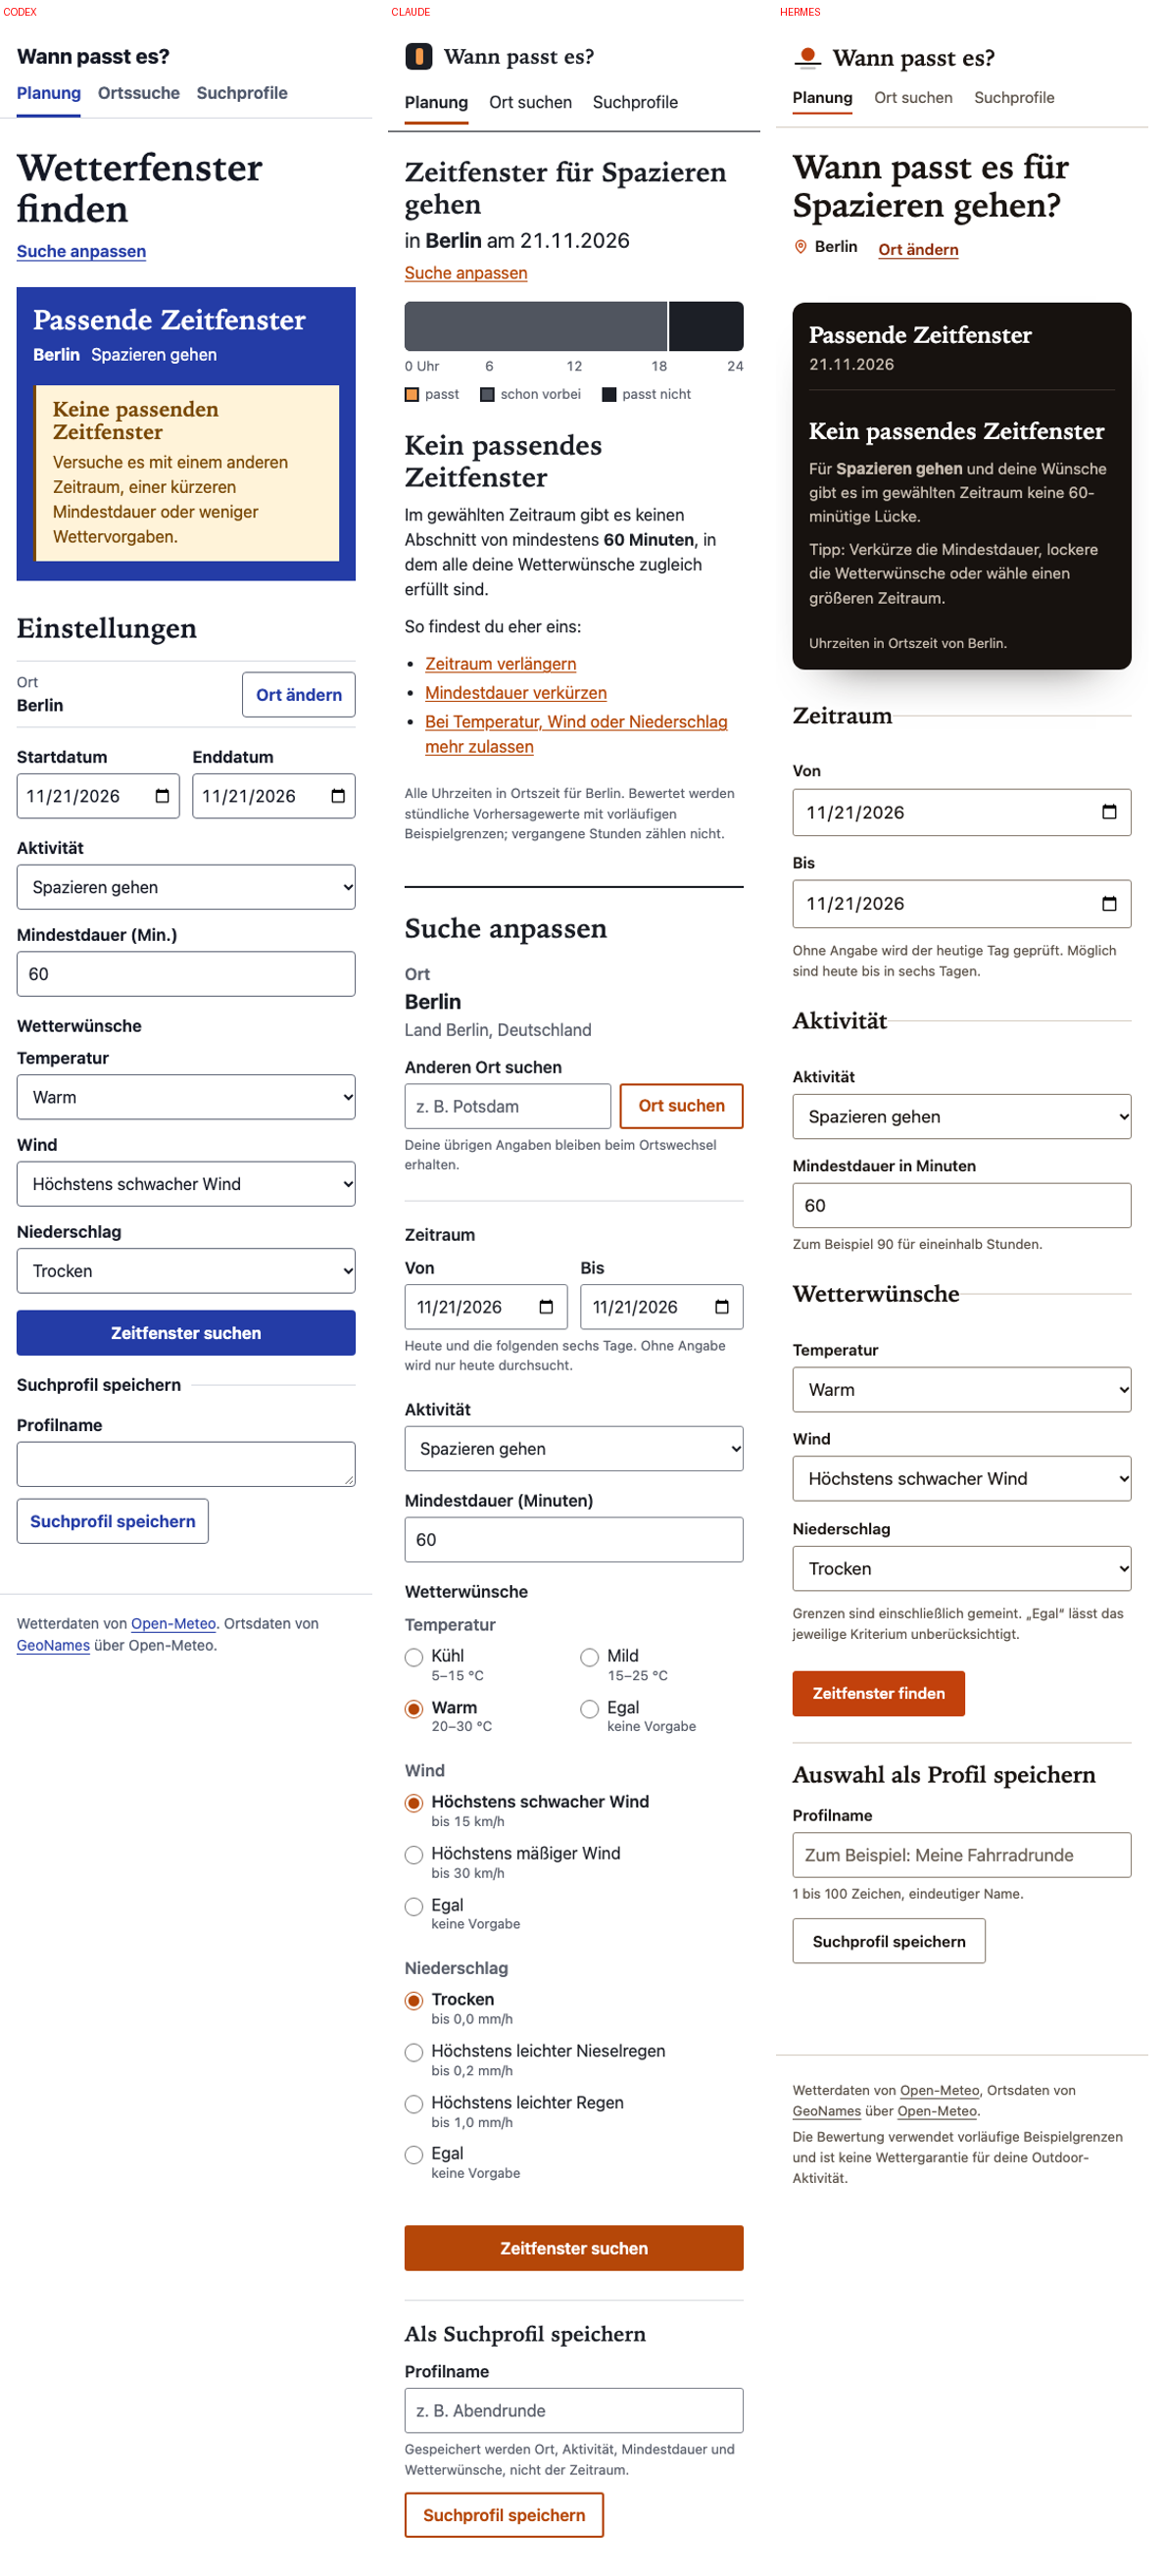 CODEX
Wann passt es?
Planung Ortssuche Suchprofile
Wetterfenster
finden
Suche anpassen
Passende Zeitfenster
Berlin Spazieren gehen
Keine passenden
Zeitfenster
Versuche es mit einem anderen
Zeitraum, einer kürzeren
Mindestdauer oder weniger
Wettervorgaben.
Einstellungen
Ort
Berlin
Ort ändern
Startdatum Enddatum
11/21/2026 11/21/2026
Aktivität
Spazieren gehen
Mindestdauer (Min.)
60
Wetterwünsche
Temperatur
Warm
Wind
Höchstens schwacher Wind
Niederschlag
Trocken
Zeitfenster suchen
Suchprofil speichern
Profilname
Suchprofil speichern
Wetterdaten von Open-Meteo. Ortsdaten von
GeoNames über Open-Meteo.
CLAUDE
Wann passt es?
Planung Ort suchen Suchprofile
Zeitfenster für Spazieren
gehen
in Berlin am 21.11.2026
Suche anpassen
0 Uhr 6 12 18 24
passt schon vorbei passt nicht
Kein passendes
Zeitfenster
Im gewählten Zeitraum gibt es keinen
Abschnitt von mindestens 60 Minuten, in
dem alle deine Wetterwünsche zugleich
erfüllt sind.
So findest du eher eins:
• Zeitraum verlängern
• Mindestdauer verkürzen
• Bei Temperatur, Wind oder Niederschlag
mehr zulassen
Alle Uhrzeiten in Ortszeit für Berlin. Bewertet werden
stündliche Vorhersagewerte mit vorläufigen
Beispielgrenzen; vergangene Stunden zählen nicht.
Suche anpassen
Ort
Berlin
Land Berlin, Deutschland
Anderen Ort suchen
z. B. Potsdam Ort suchen
Deine übrigen Angaben bleiben beim Ortswechsel
erhalten.
Zeitraum
Von Bis
11/21/2026 11/21/2026
Heute und die folgenden sechs Tage. Ohne Angabe
wird nur heute durchsucht.
Aktivität
Spazieren gehen
Mindestdauer (Minuten)
60
Wetterwünsche
Temperatur
Kühl Mild
5–15 °C 15–25 °C
Warm Egal
20–30 °C keine Vorgabe
Wind
Höchstens schwacher Wind
bis 15 km/h
Höchstens mäßiger Wind
bis 30 km/h
Egal
keine Vorgabe
Niederschlag
Trocken
bis 0,0 mm/h
Höchstens leichter Nieselregen
bis 0,2 mm/h
Höchstens leichter Regen
bis 1,0 mm/h
Egal
keine Vorgabe
Zeitfenster suchen
Als Suchprofil speichern
Profilname
z. B. Abendrunde
Gespeichert werden Ort, Aktivität, Mindestdauer und
Wetterwünsche, nicht der Zeitraum.
Suchprofil speichern
HERMES
Wann passt es?
Planung Ort suchen Suchprofile
Wann passt es für
Spazieren gehen?
Berlin Ort ändern
Passende Zeitfenster
21.11.2026
Kein passendes Zeitfenster
Für Spazieren gehen und deine Wünsche
gibt es im gewählten Zeitraum keine 60-
minütige Lücke.
Tipp: Verkürze die Mindestdauer, lockere
die Wetterwünsche oder wähle einen
größeren Zeitraum.
Uhrzeiten in Ortszeit von Berlin.
Zeitraum
Von
11/21/2026
Bis
11/21/2026
Ohne Angabe wird der heutige Tag geprüft. Möglich
sind heute bis in sechs Tagen.
Aktivität
Aktivität
Spazieren gehen
Mindestdauer in Minuten
60
Zum Beispiel 90 für eineinhalb Stunden.
Wetterwünsche
Temperatur
Warm
Wind
Höchstens schwacher Wind
Niederschlag
Trocken
Grenzen sind einschließlich gemeint. „Egal“ lässt das
jeweilige Kriterium unberücksichtigt.
Zeitfenster finden
Auswahl als Profil speichern
Profilname
Zum Beispiel: Meine Fahrradrunde
1 bis 100 Zeichen, eindeutiger Name.
Suchprofil speichern
Wetterdaten von Open-Meteo, Ortsdaten von
GeoNames über Open-Meteo.
Die Bewertung verwendet vorläufige Beispielgrenzen
und ist keine Wettergarantie für deine Outdoor-
Aktivität.